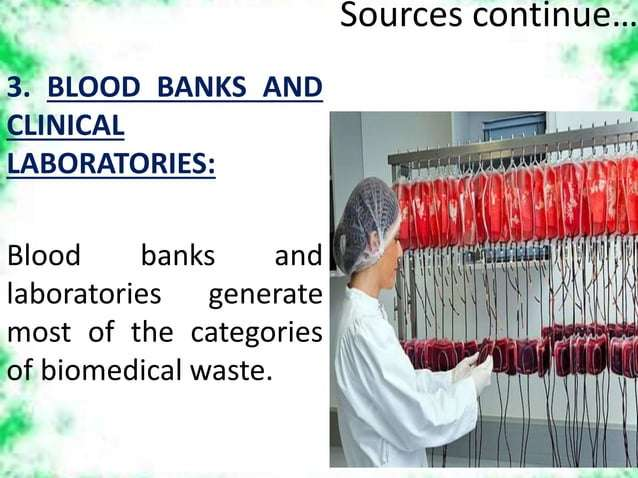 Sources continue…
3. BLOOD BANKS AND
CLINICAL
LABORATORIES:
Blood banks and
laboratories generate
most of the categories
of biomedical waste.